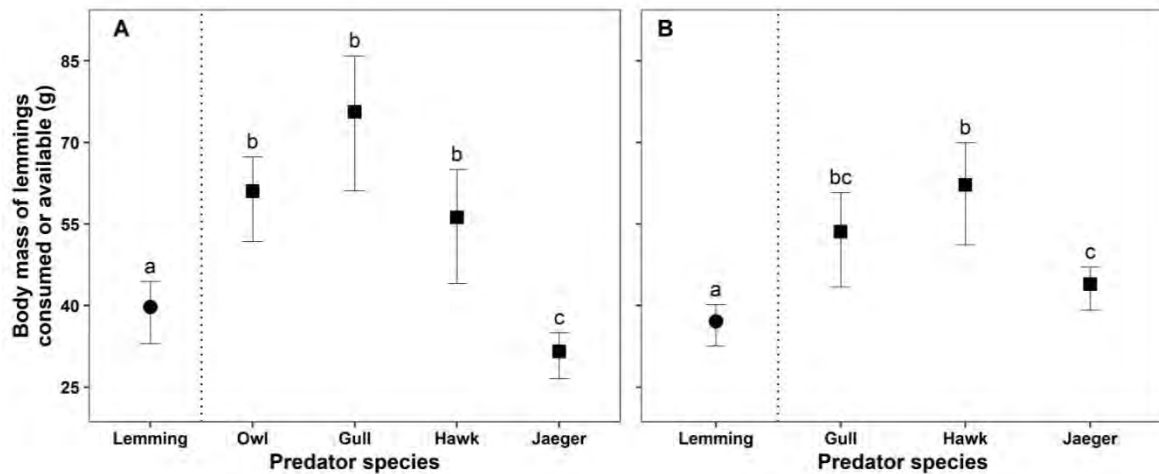 A
B
Body mass of lemmings
consumed or available (g)
85
70
55
40
25
a
b
b
b
c
a
bc
b
c
Lemming Owl Gull Hawk Jaeger
Lemming Gull Hawk Jaeger
Predator species
Predator species